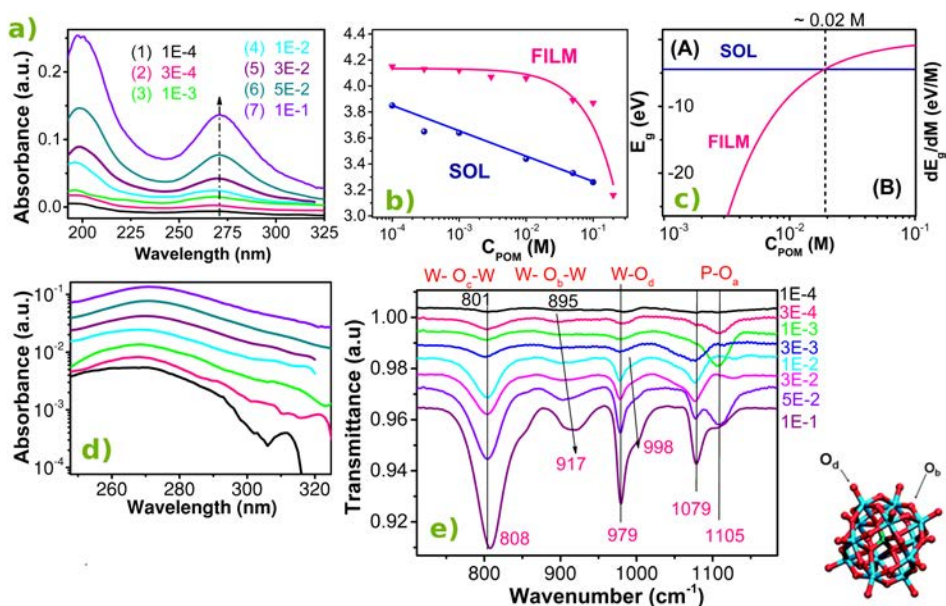 a)
Absorbance (a.u.)
0.2
0.1
0.0
(1) 1E-4
(2) 3E-4
(3) 1E-3
(4) 1E-2
(5) 3E-2
(6) 5E-2
(7) 1E-1
200 225 250 275 300 325
Wavelength (nm)
4.4
4.2
4.0
3.8
3.6
3.4
3.2
3.0
FILM
SOL
b)
10-4 10-3 10-2 10-1
CPOM (M)
~ 0.02 M
Eg (eV)
-10
-20
(A)
SOL
FILM
c)
(B)
dEg/dM (eV/M)
10-3 10-2 10-1
CPOM (M)
Absorbance (a.u.)
10-1
10-2
10-3
10-4
d)
260 280 300 320
Wavelength (nm)
W- Oc-W W- Ob-W W-Od P-Oa
801 895
1E-4
3E-4
1E-3
3E-3
1E-2
3E-2
5E-2
1E-1
Transmittance (a.u)
1.00
0.98
0.96
0.94
0.92
917 998
1079
808 979 1105
e)
800 900 1000 1100
Wavenumber (cm-1)
Od
Ob